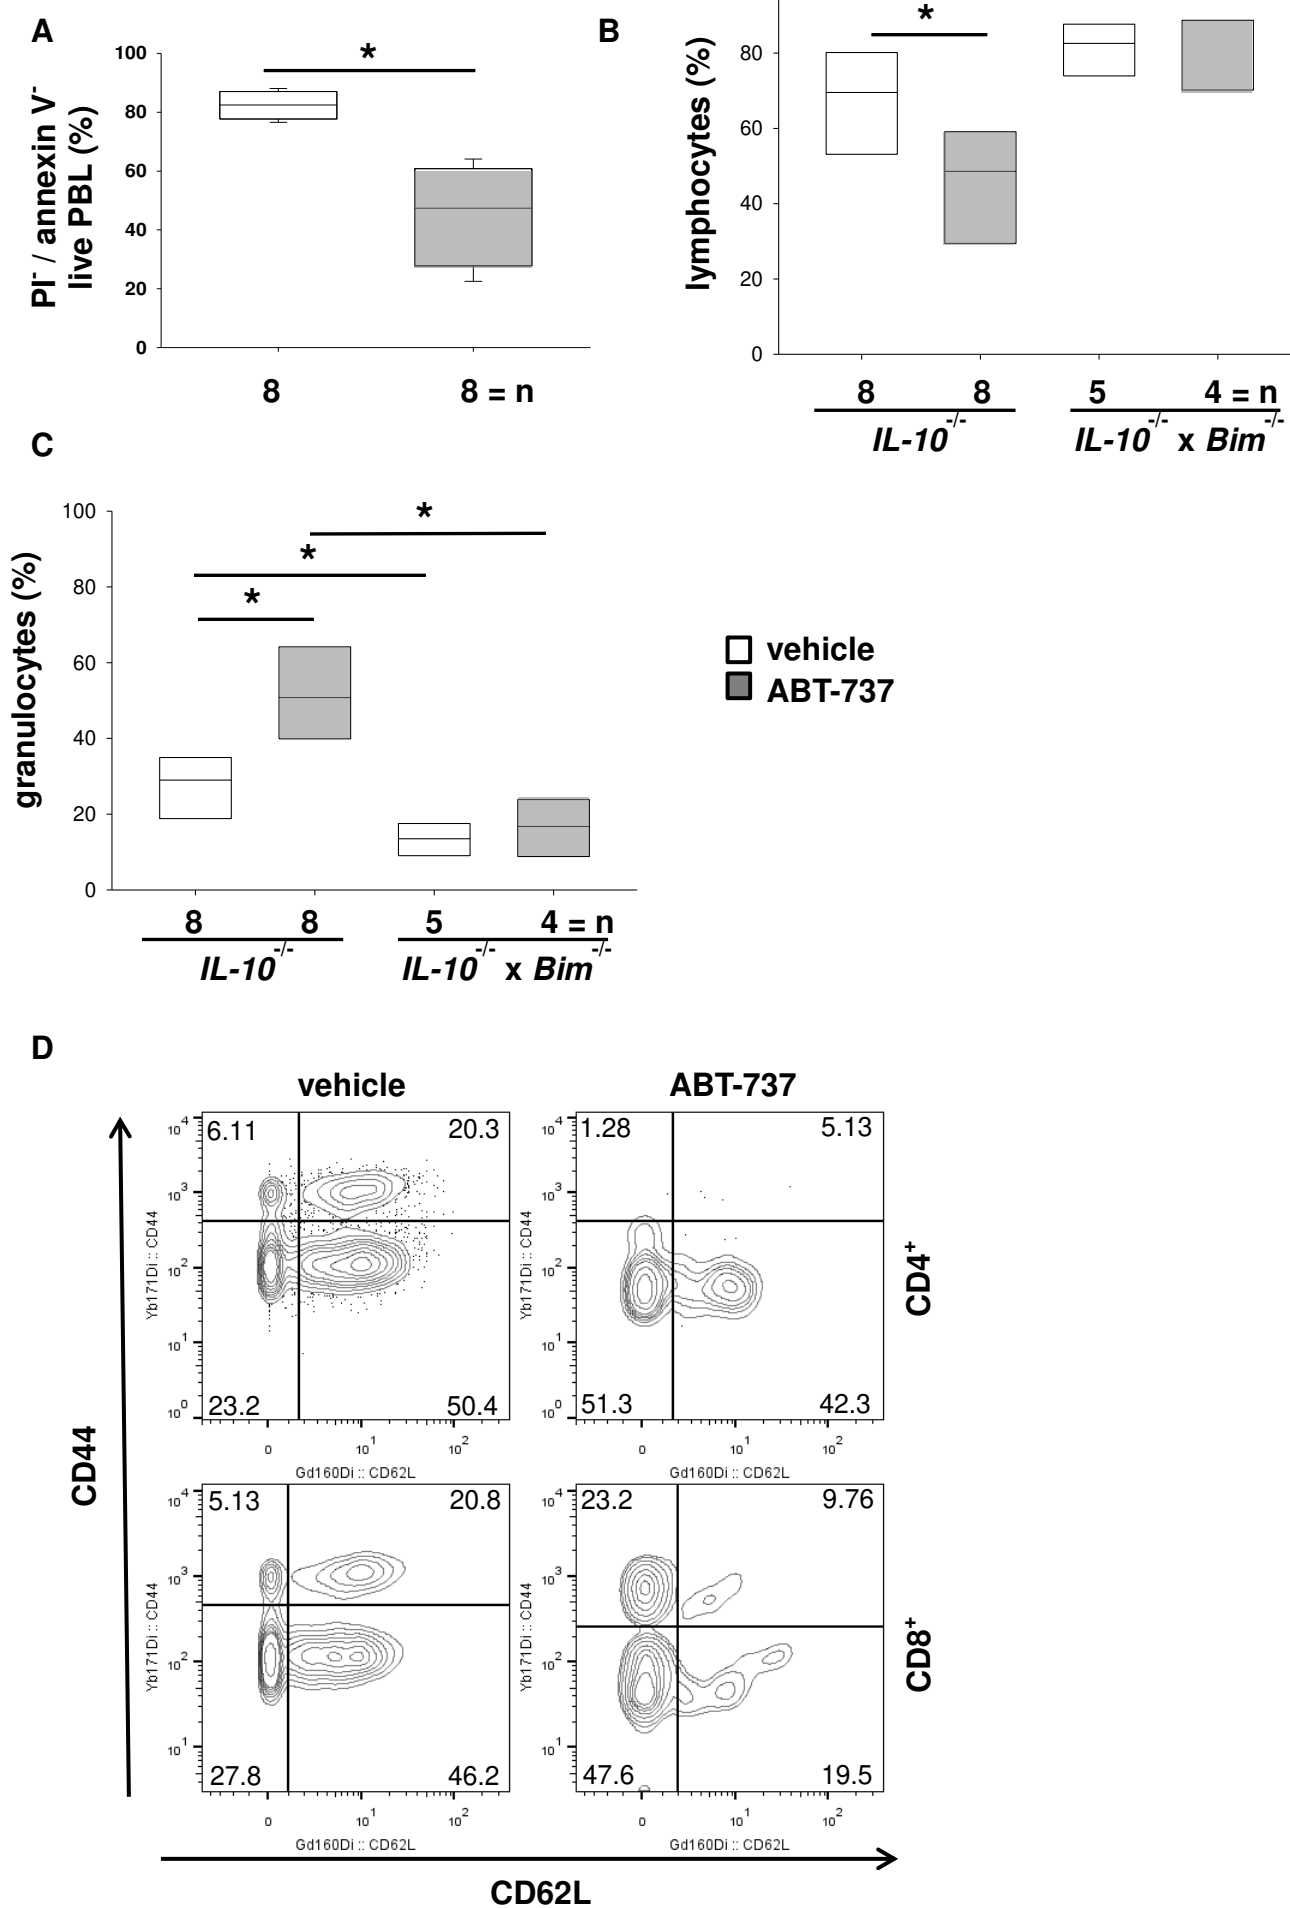 A
PI⁻ / annexin V⁻
live PBL (%)
100
80
60
40
20
0
*
8
8 = n
B
lymphocytes (%)
80
60
40
20
0
*
8
8
5
4 = n
IL-10-/-
IL-10-/- x Bim-/-
C
granulocytes (%)
100
80
60
40
20
0
*
*
*
8
8
5
4 = n
IL-10-/-
IL-10-/- x Bim-/-
vehicle
ABT-737
D
vehicle
ABT-737
CD44
Yb171Di :: CD44
10⁴
10³
10²
10¹
10⁰
6.11
20.3
23.2
50.4
0
10¹
10²
Gd160Di :: CD62L
Yb171Di :: CD44
10⁴
10³
10²
10¹
10⁰
1.28
5.13
51.3
42.3
0
10¹
10²
Gd160Di :: CD62L
CD4⁺
Yb171Di :: CD44
10⁴
10³
10²
10¹
5.13
20.8
27.8
46.2
0
10¹
10²
Gd160Di :: CD62L
Yb171Di :: CD44
10⁴
10³
10²
10¹
23.2
9.76
47.6
19.5
0
10¹
10²
Gd160Di :: CD62L
CD8⁺
CD62L